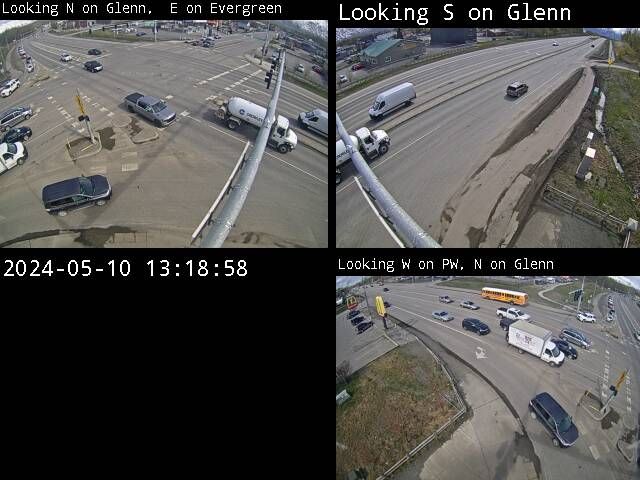 Looking N on Glenn,  E on Evergreen
Looking S on Glenn
2024-05-10 13:18:58
Looking W on PW, N on Glenn